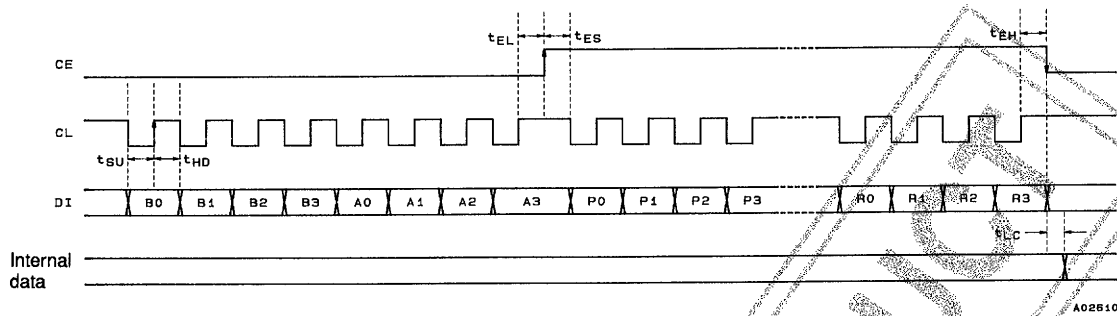 tEL tES tEH
CE
CL
tSU tHD
DI B0 B1 B2 B3 A0 A1 A2 A3 P0 P1 P2 P3 R0 R1 R2 R3
tLC
Internal
data
A02610